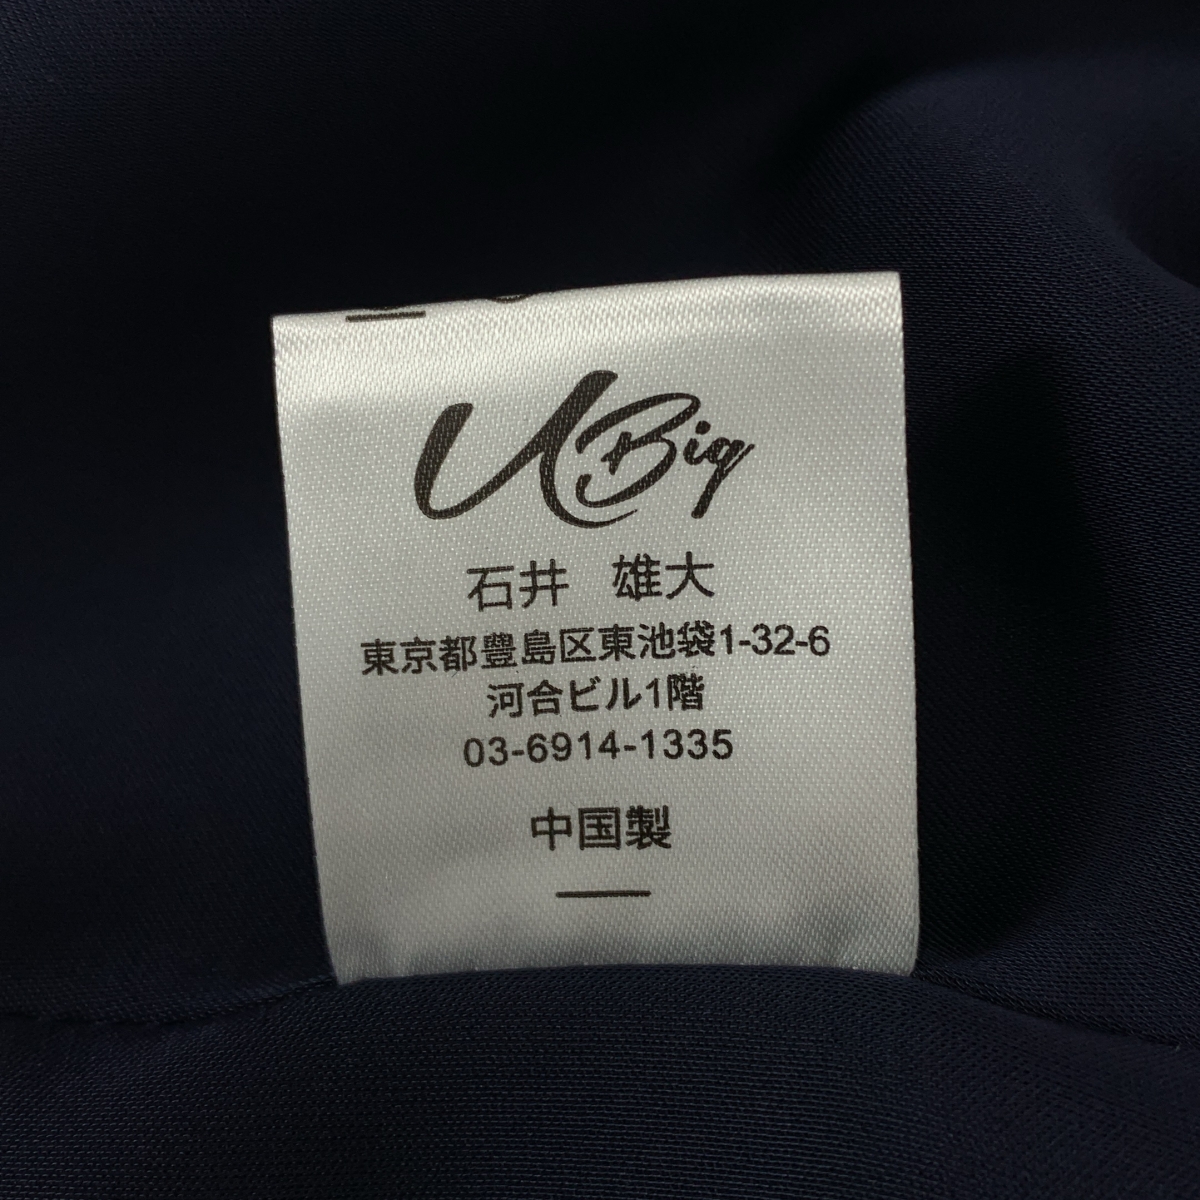 UBig
石井 雄大
東京都豊島区東池袋1-32-6
河合ビル1階
03-6914-1335
中国製